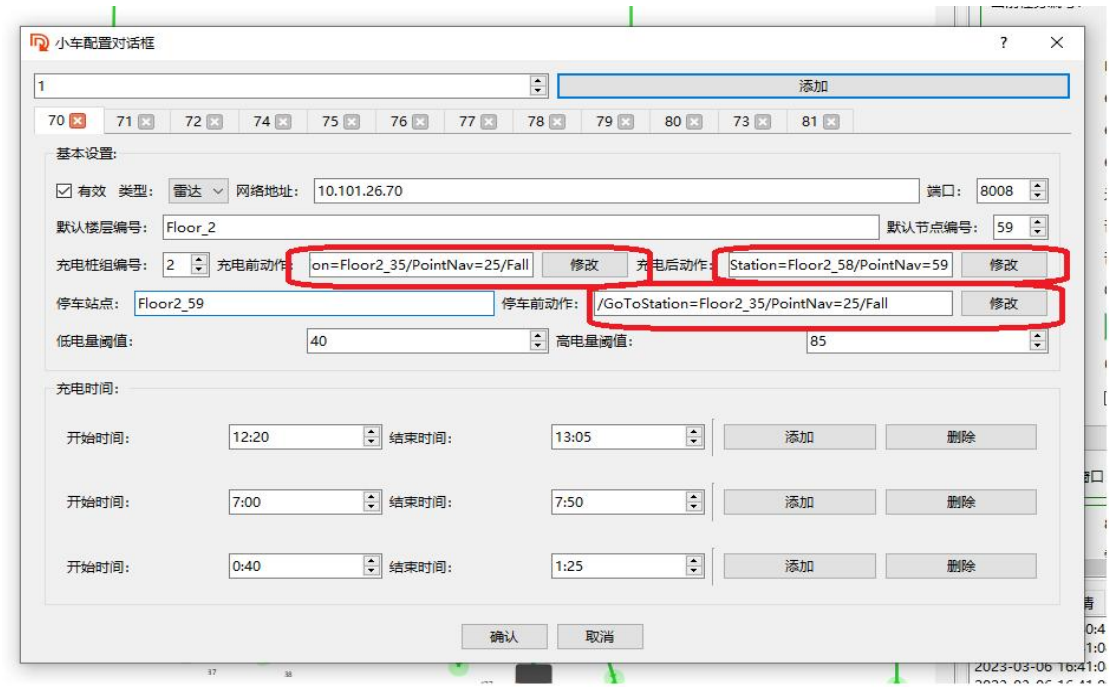 小车配置对话框 ?
1 添加
70 71 72 74 75 76 77 78 79 80 73 81
基本设置:
有效 类型: 雷达 网络地址: 10.101.26.70 端口: 8008
默认楼层编号: Floor_2 默认节点编号: 59
充电桩组编号: 2 充电前动作: on=Floor2_35/PointNav=25/Fall 修改 充电后动作: Station=Floor2_58/PointNav=59 修改
停车站点: Floor2_59 停车前动作: /GoToStation=Floor2_35/PointNav=25/Fall 修改
低电量阈值: 40 高电量阈值: 85
充电时间:
开始时间: 12:20 结束时间: 13:05 添加 删除
开始时间: 7:00 结束时间: 7:50 添加 删除
开始时间: 0:40 结束时间: 1:25 添加 删除
确认 取消
37 38
2023-03-06 16:41:0